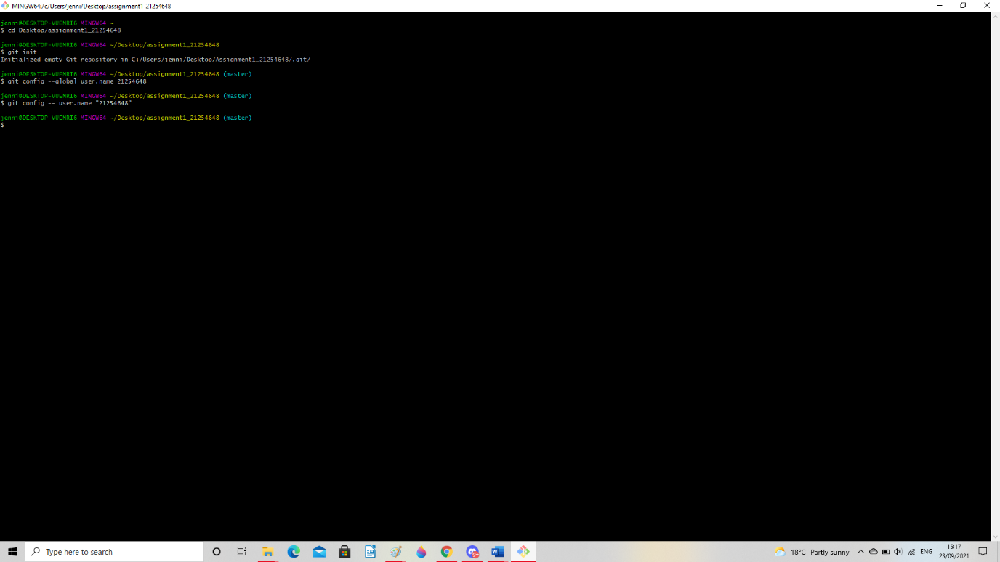 MINGW64:/c/Users/jenni/Desktop/assignment1_21254648
jenni@DESKTOP-VUENRI6 MINGW64 ~
$ cd Desktop/assignment1_21254648
jenni@DESKTOP-VUENRI6 MINGW64 ~/Desktop/assignment1_21254648
$ git init
Initialized empty Git repository in C:/Users/jenni/Desktop/Assignment1_21254648/.git/
jenni@DESKTOP-VUENRI6 MINGW64 ~/Desktop/assignment1_21254648 (master)
$ git config --global user.name 21254648
jenni@DESKTOP-VUENRI6 MINGW64 ~/Desktop/assignment1_21254648 (master)
$ git config -- user.name "21254648"
jenni@DESKTOP-VUENRI6 MINGW64 ~/Desktop/assignment1_21254648 (master)
$
Type here to search
9+
W
18°C Partly sunny
ENG
15:17
23/09/2021